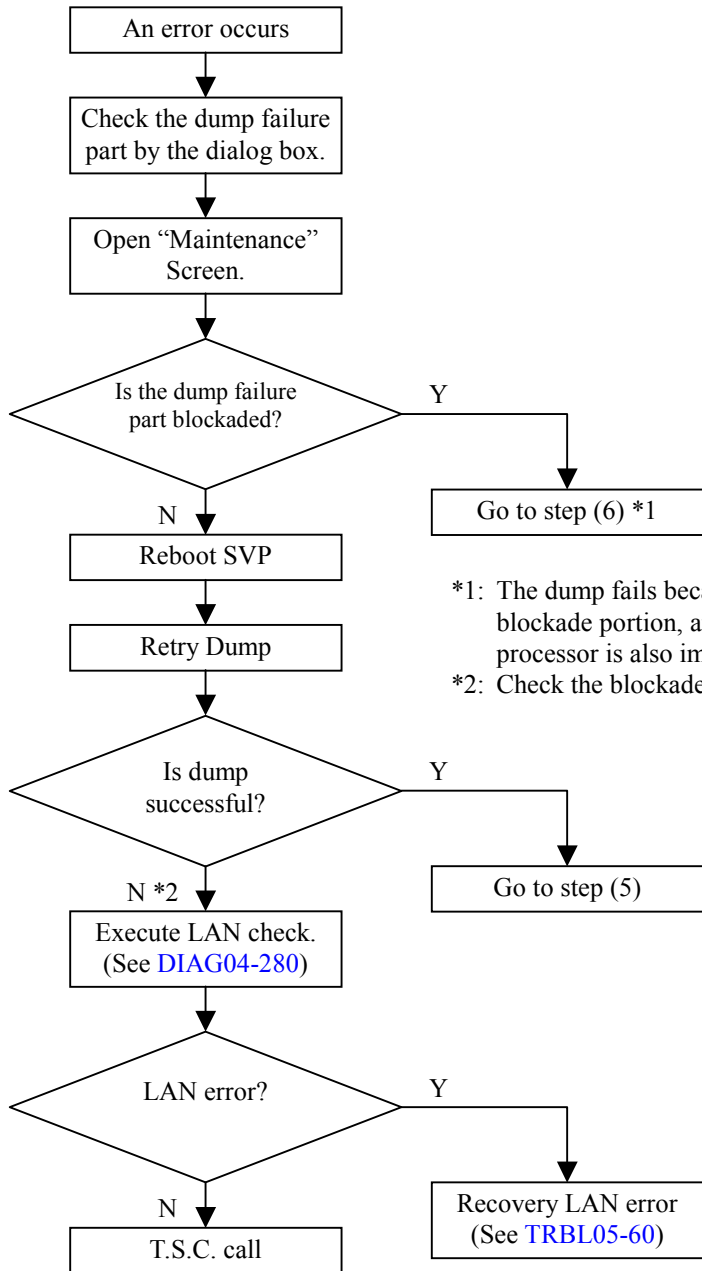 An error occurs
Check the dump failure
part by the dialog box.
Open “Maintenance”
Screen.
Is the dump failure
part blockaded?
Y
N
Go to step (6) *1
Reboot SVP
*1: The dump fails
blockade portion,
processor is also
*2: Check the
Retry Dump
Is dump
successful?
Y
N *2
Go to step (5)
Execute LAN check.
(See DIAG04-280)
LAN error?
Y
N
Recovery LAN error
(See TRBL05-60)
T.S.C. call